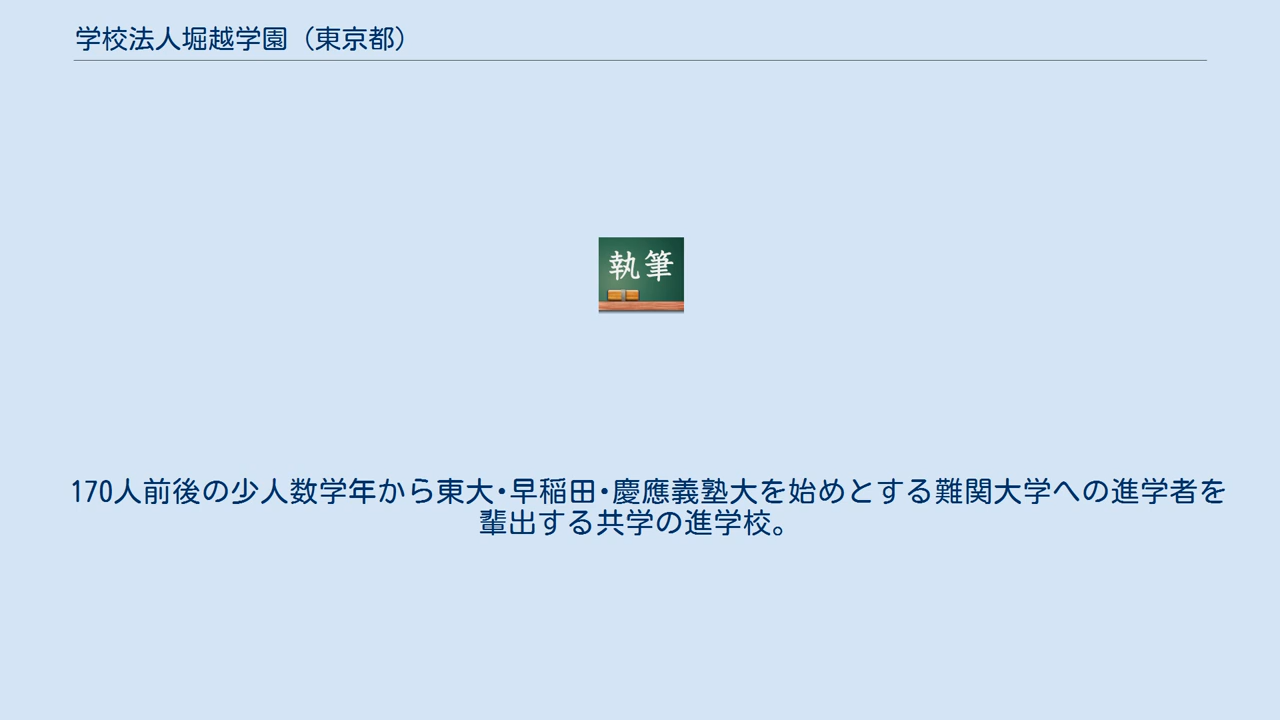 学校法人堀越学園（東京都）
執筆
170人前後の少人数学年から東大・早稲田・慶應義塾大を始めとする難関大学への進学者を
輩出する共学の進学校。